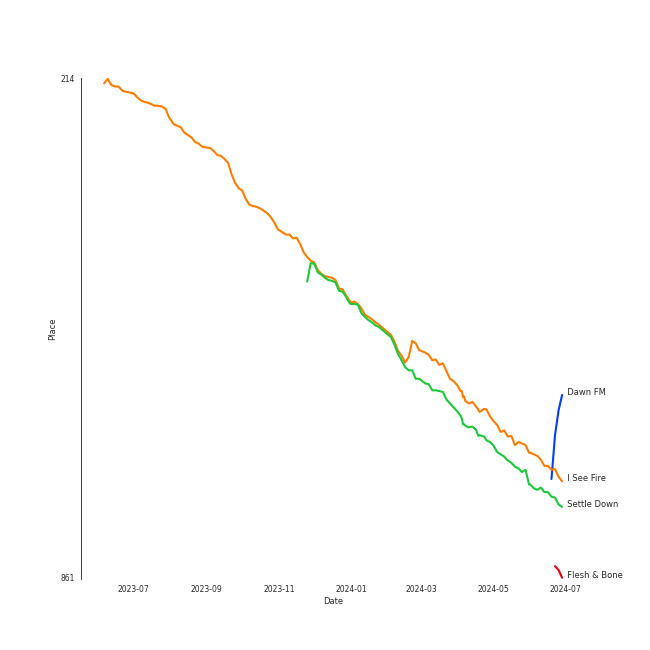 214
Dawn FM
Place
I See Fire
Settle Down
Flesh & Bone
861
2023-07 2023-09 2023-11 2024-01 2024-03 2024-05 2024-07
Date